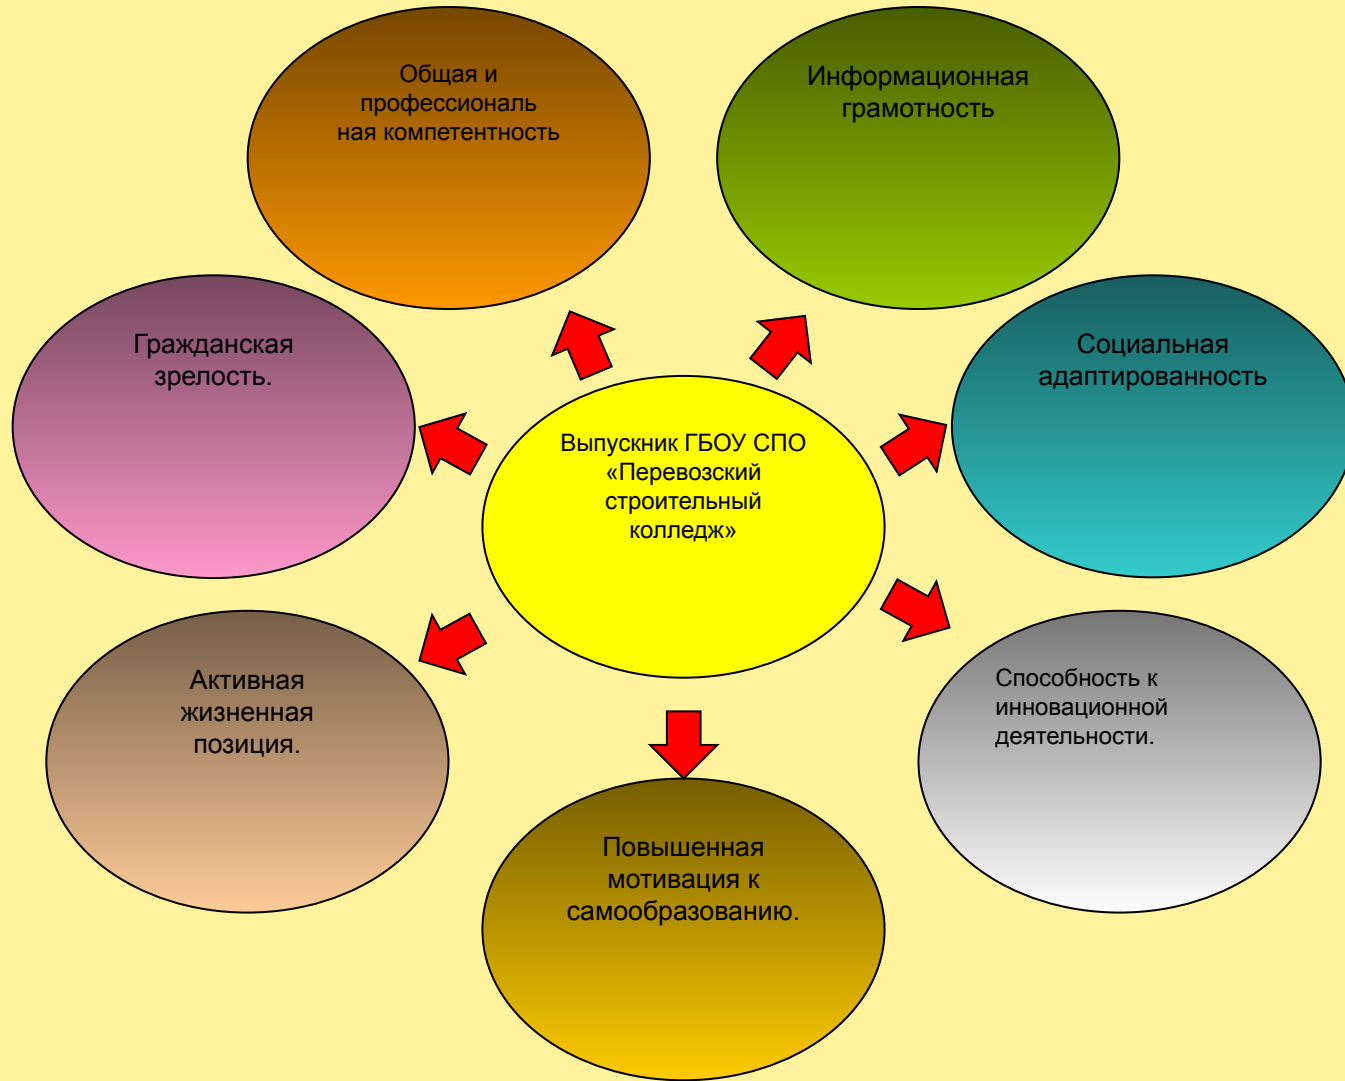 Общая и
профессиональ
ная компетентность
Информационная
грамотность
Гражданская
зрелость.
Социальная
адаптированность
Выпускник ГБОУ СПО
«Перевозский
строительный
колледж»
Активная
жизненная
позиция.
Способность к
инновационной
деятельности.
Повышенная
мотивация к
самообразованию.